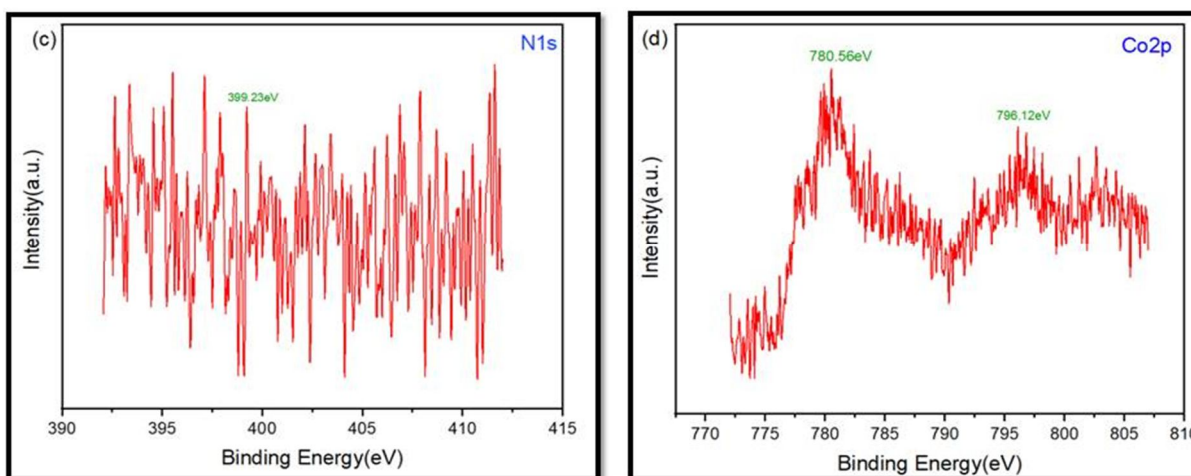 (c)
N1s
399.23eV
Intensity(a.u.)
390 395 400 405 410 415
Binding Energy(eV)
(d)
Co2p
780.56eV
796.12eV
Intensity(a.u.)
770 775 780 785 790 795 800 805 810
Binding Energy(eV)